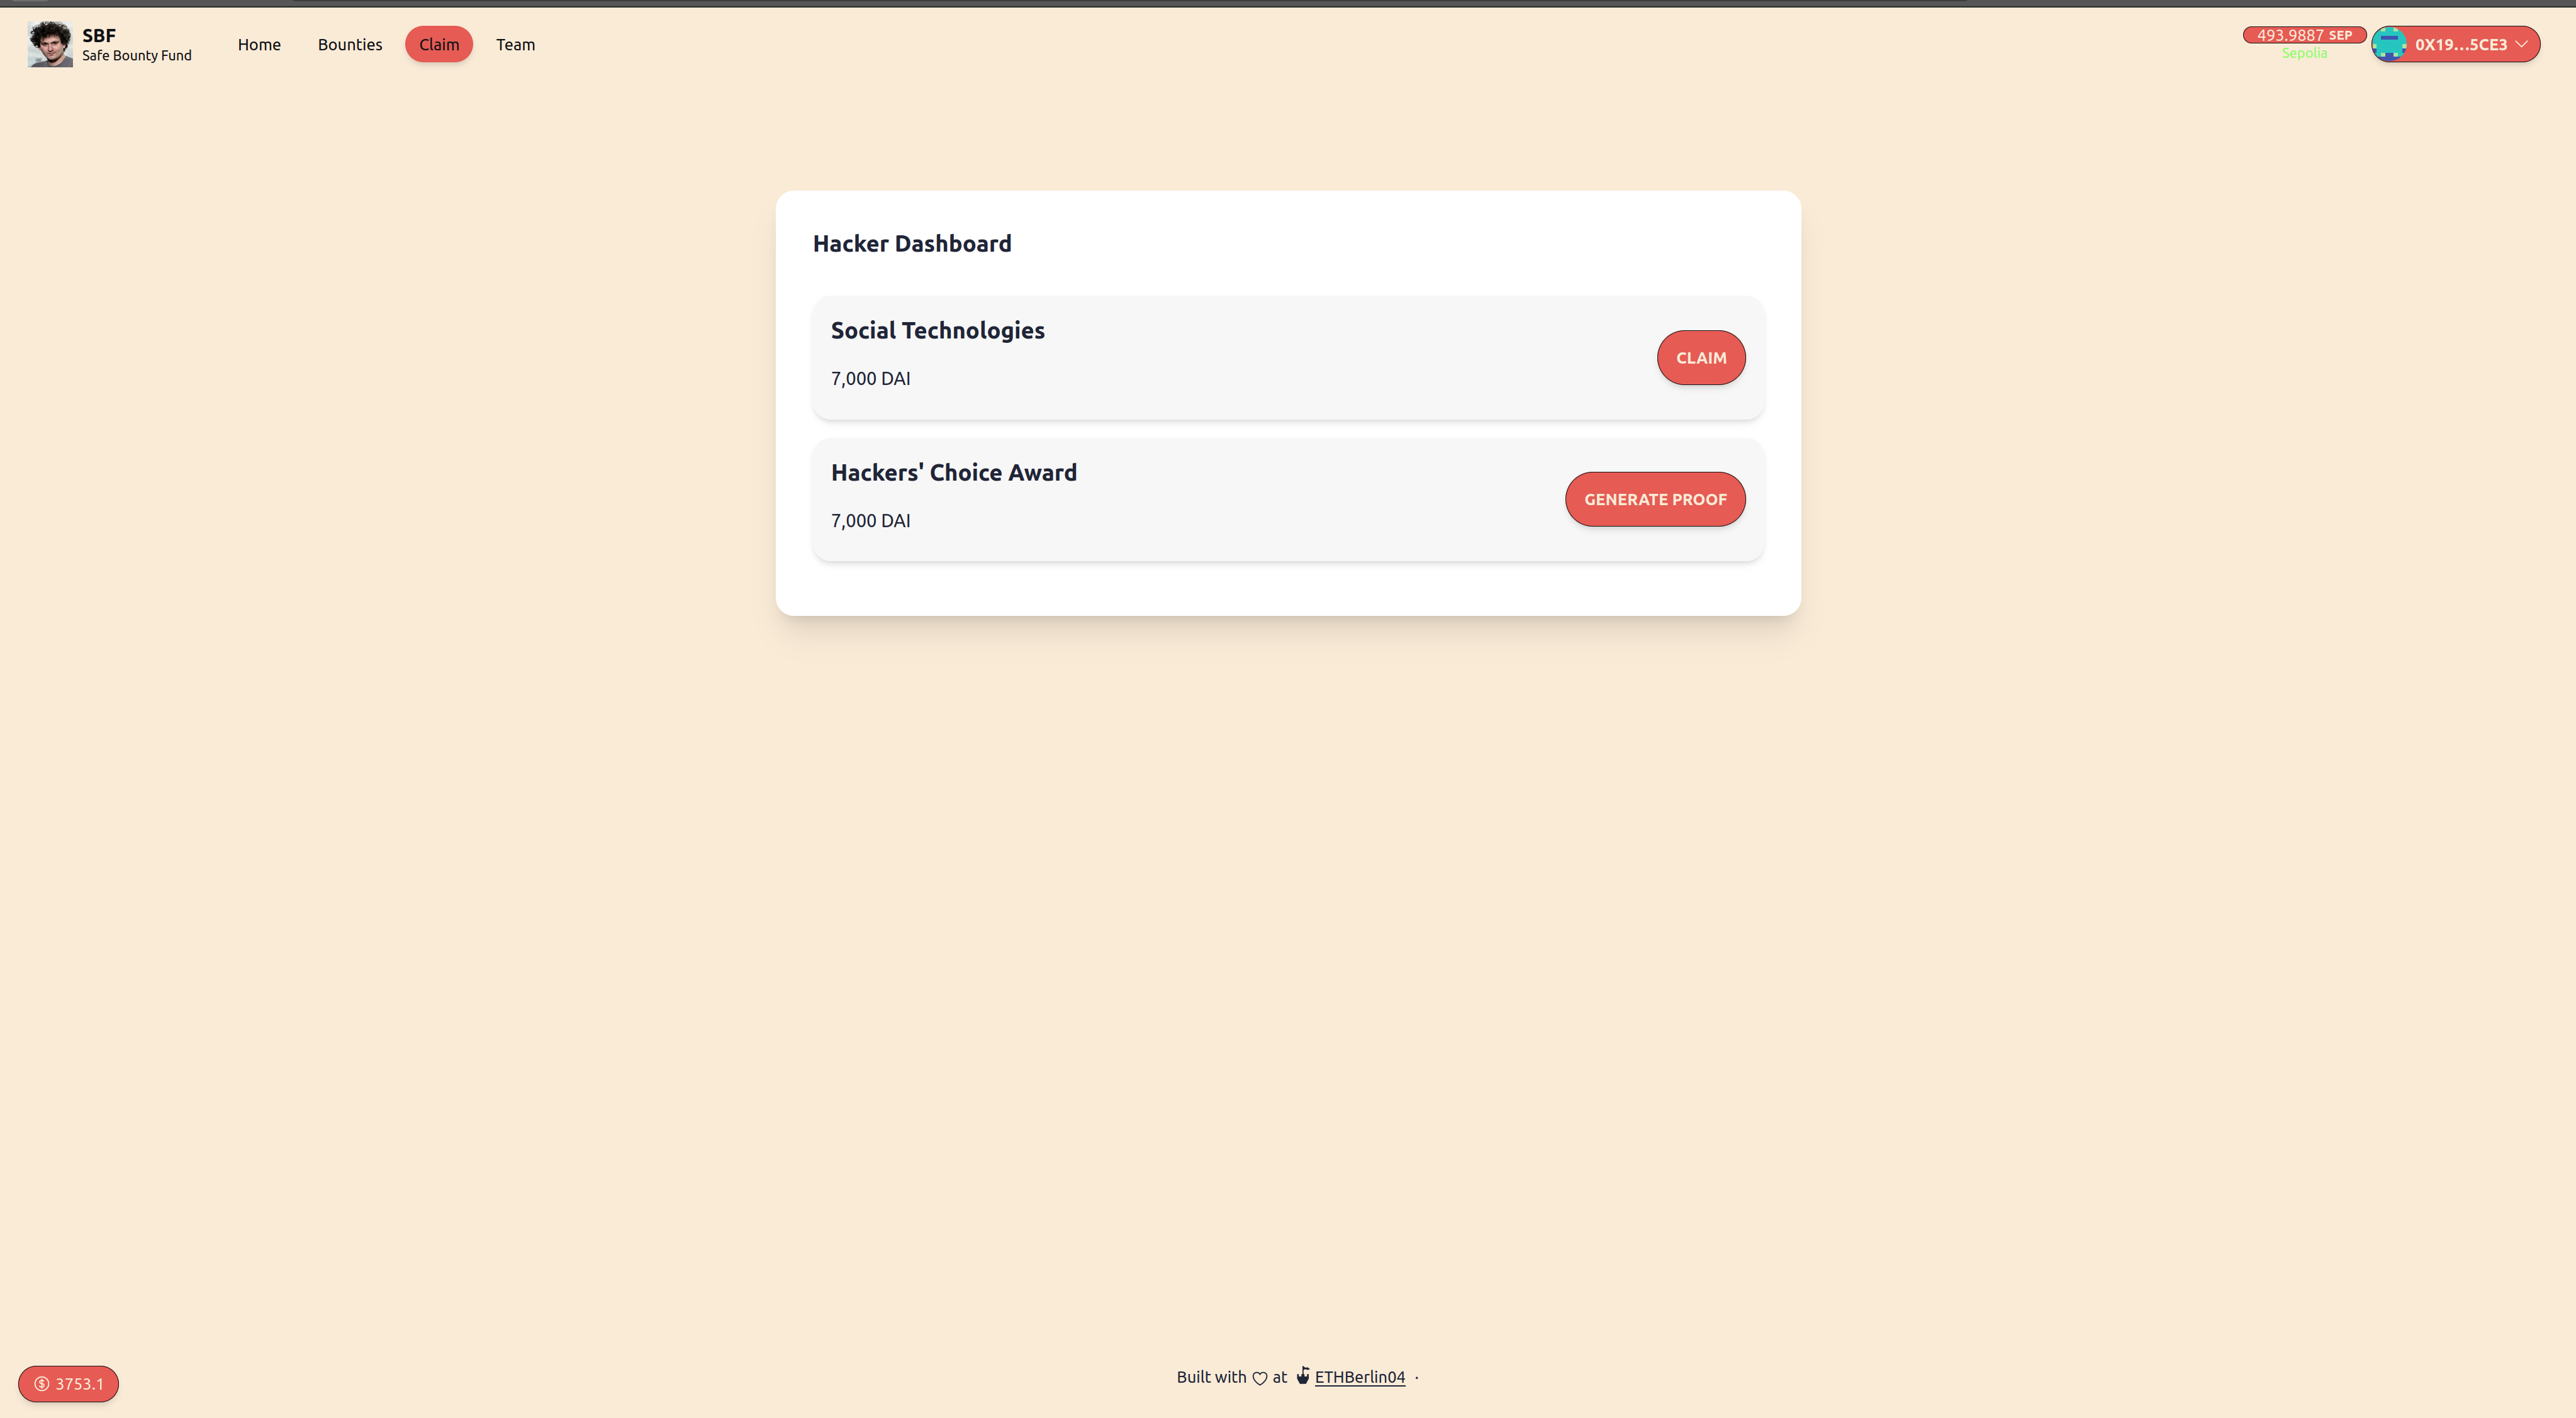 SBF
Safe Bounty Fund
Home
Bounties
Claim
Team
493.9887 SEP
Sepolia
0X19...5CE3
Hacker Dashboard
Social Technologies
7,000 DAI
CLAIM
Hackers' Choice Award
7,000 DAI
GENERATE PROOF
$ 3753.1
Built with ♡ at ETHBerlin04 ·